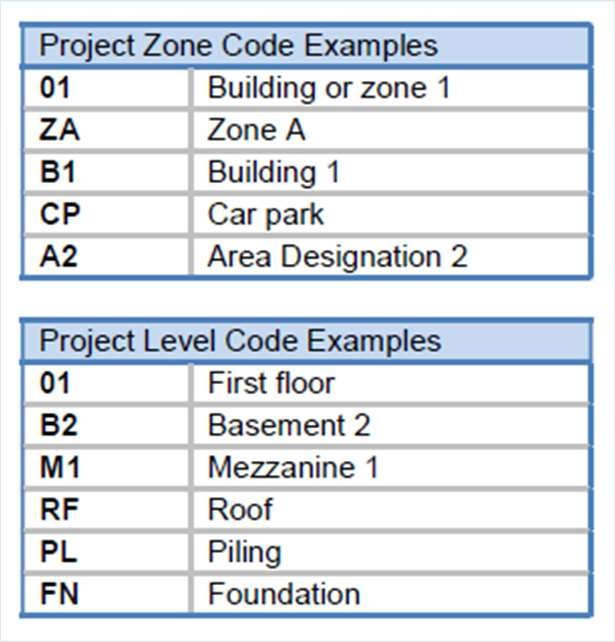 Project Zone Code Examples
01 Building or zone 1
ZA Zone A
B1 Building 1
CP Car park
A2 Area Designation 2
Project Level Code Examples
01 First floor
B2 Basement 2
M1 Mezzanine 1
RF Roof
PL Piling
FN Foundation